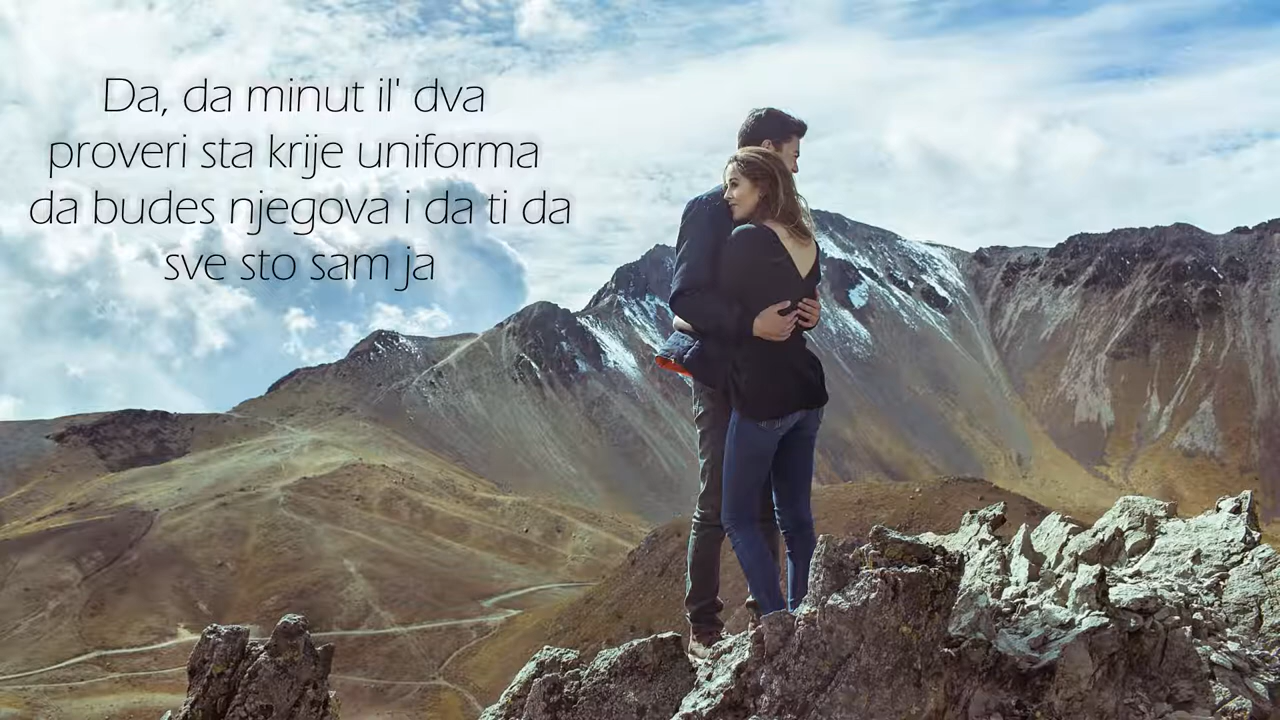 Da, da minut il' dva
proveri sta krije uniforma
da budes njegova i da ti da
sve sto sam ja